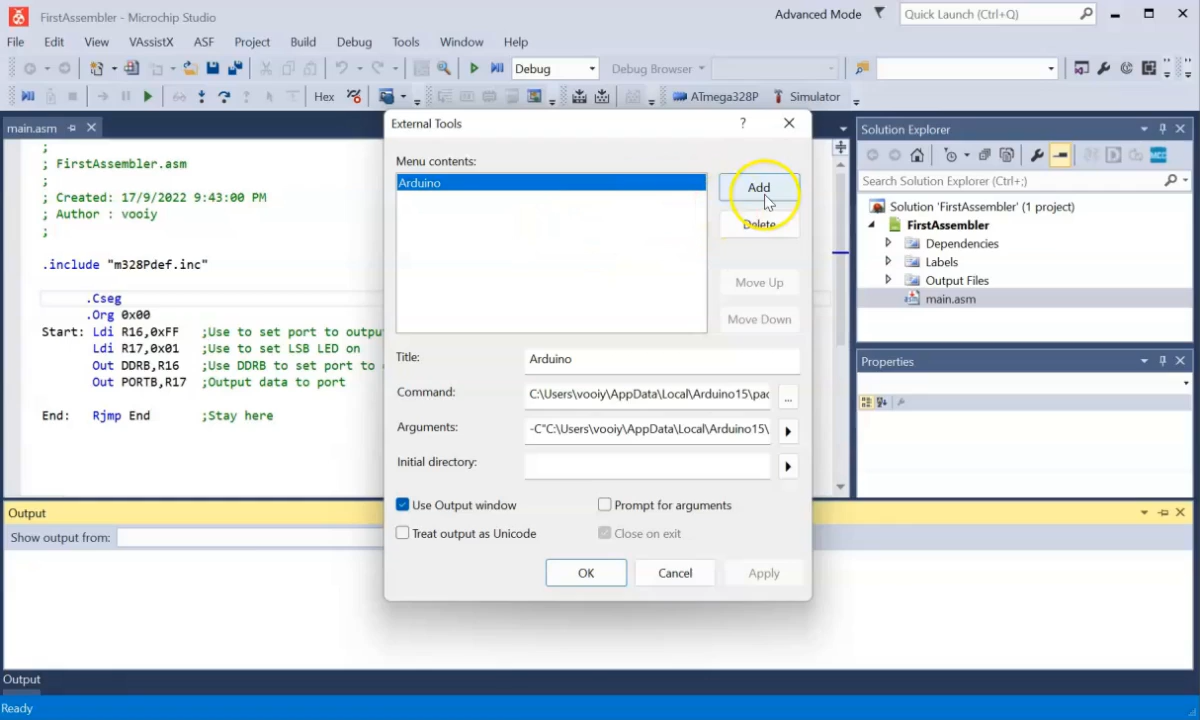 FirstAssembler - Microchip Studio
Advanced Mode
Quick Launch (Ctrl+Q)
File Edit View VAssistX ASF Project Build Debug Tools Window Help
Debug
Debug Browser
Hex
ATmega328P
Simulator
main.asm
;
; FirstAssembler.asm
;
; Created: 17/9/2022 9:43:00 PM
; Author : vooiy
;
.include "m328Pdef.inc"
.Cseg
.Org 0x00
Start: Ldi R16,0xFF ;Use to set port to outpu
Ldi R17,0x01 ;Use to set LSB LED on
Out DDRB,R16 ;Use DDRB to set port to
Out PORTB,R17 ;Output data to port
End: Rjmp End ;Stay here
External Tools
?
Menu contents:
Arduino
Add
Delete
Move Up
Move Down
Title: Arduino
Command: C:\Users\vooiy\AppData\Local\Arduino15\pac
...
Arguments: -C"C:\Users\vooiy\AppData\Local\Arduino15\
Initial directory:
Use Output window
Prompt for arguments
Treat output as Unicode
Close on exit
OK
Cancel
Apply
Solution Explorer
Search Solution Explorer (Ctrl+;)
Solution 'FirstAssembler' (1 project)
FirstAssembler
Dependencies
Labels
Output Files
main.asm
Properties
Output
Show output from:
Output
Ready